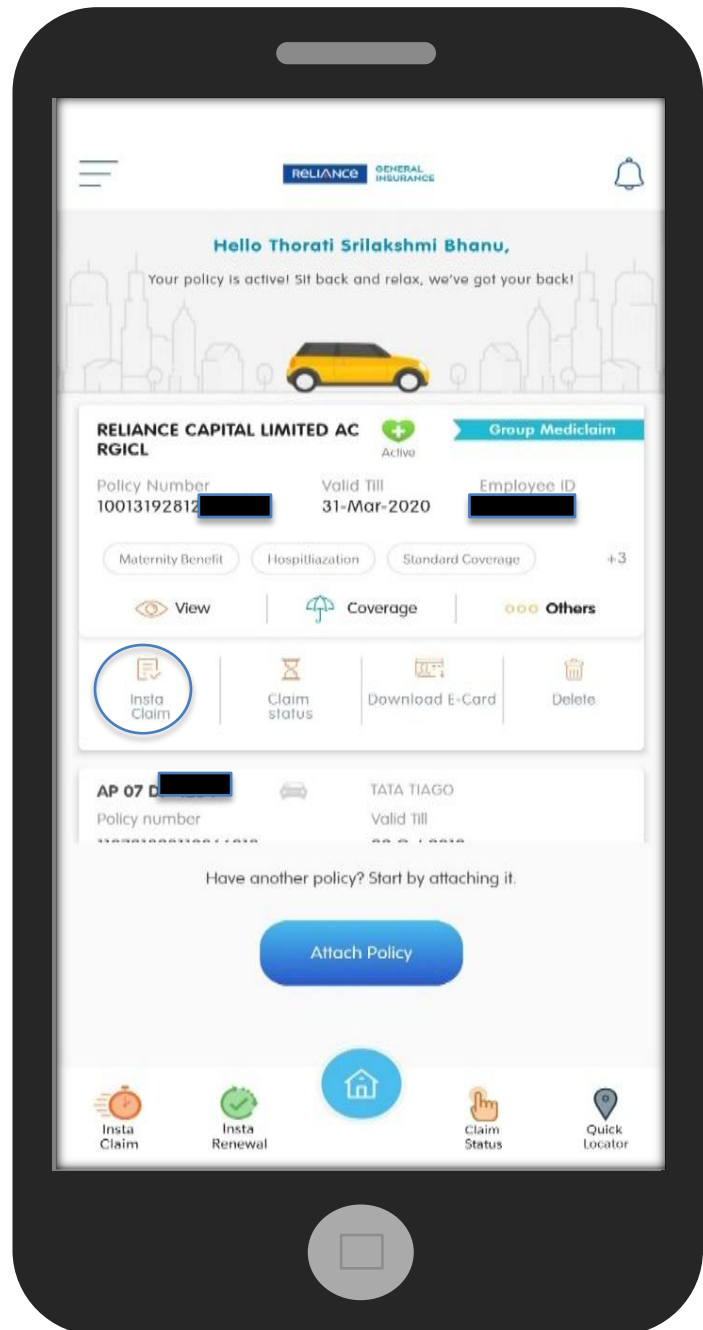 RELIANCE GENERAL INSURANCE
Hello Thorati Srilakshmi Bhanu,
Your policy is active! Sit back and relax, we've got your back!
RELIANCE CAPITAL LIMITED AC RGICL
Active
Group Mediclaim
Policy Number Valid Till Employee ID
10013192812 31-Mar-2020
Maternity Benefit Hospitliazation Standard Coverage +3
View Coverage Others
Insta Claim
Claim status
Download E-Card
Delete
AP 07 TATA TIAGO
Policy number Valid Till
Have another policy? Start by attaching it.
Attach Policy
Insta Claim
Insta Renewal
Claim Status
Quick Locator